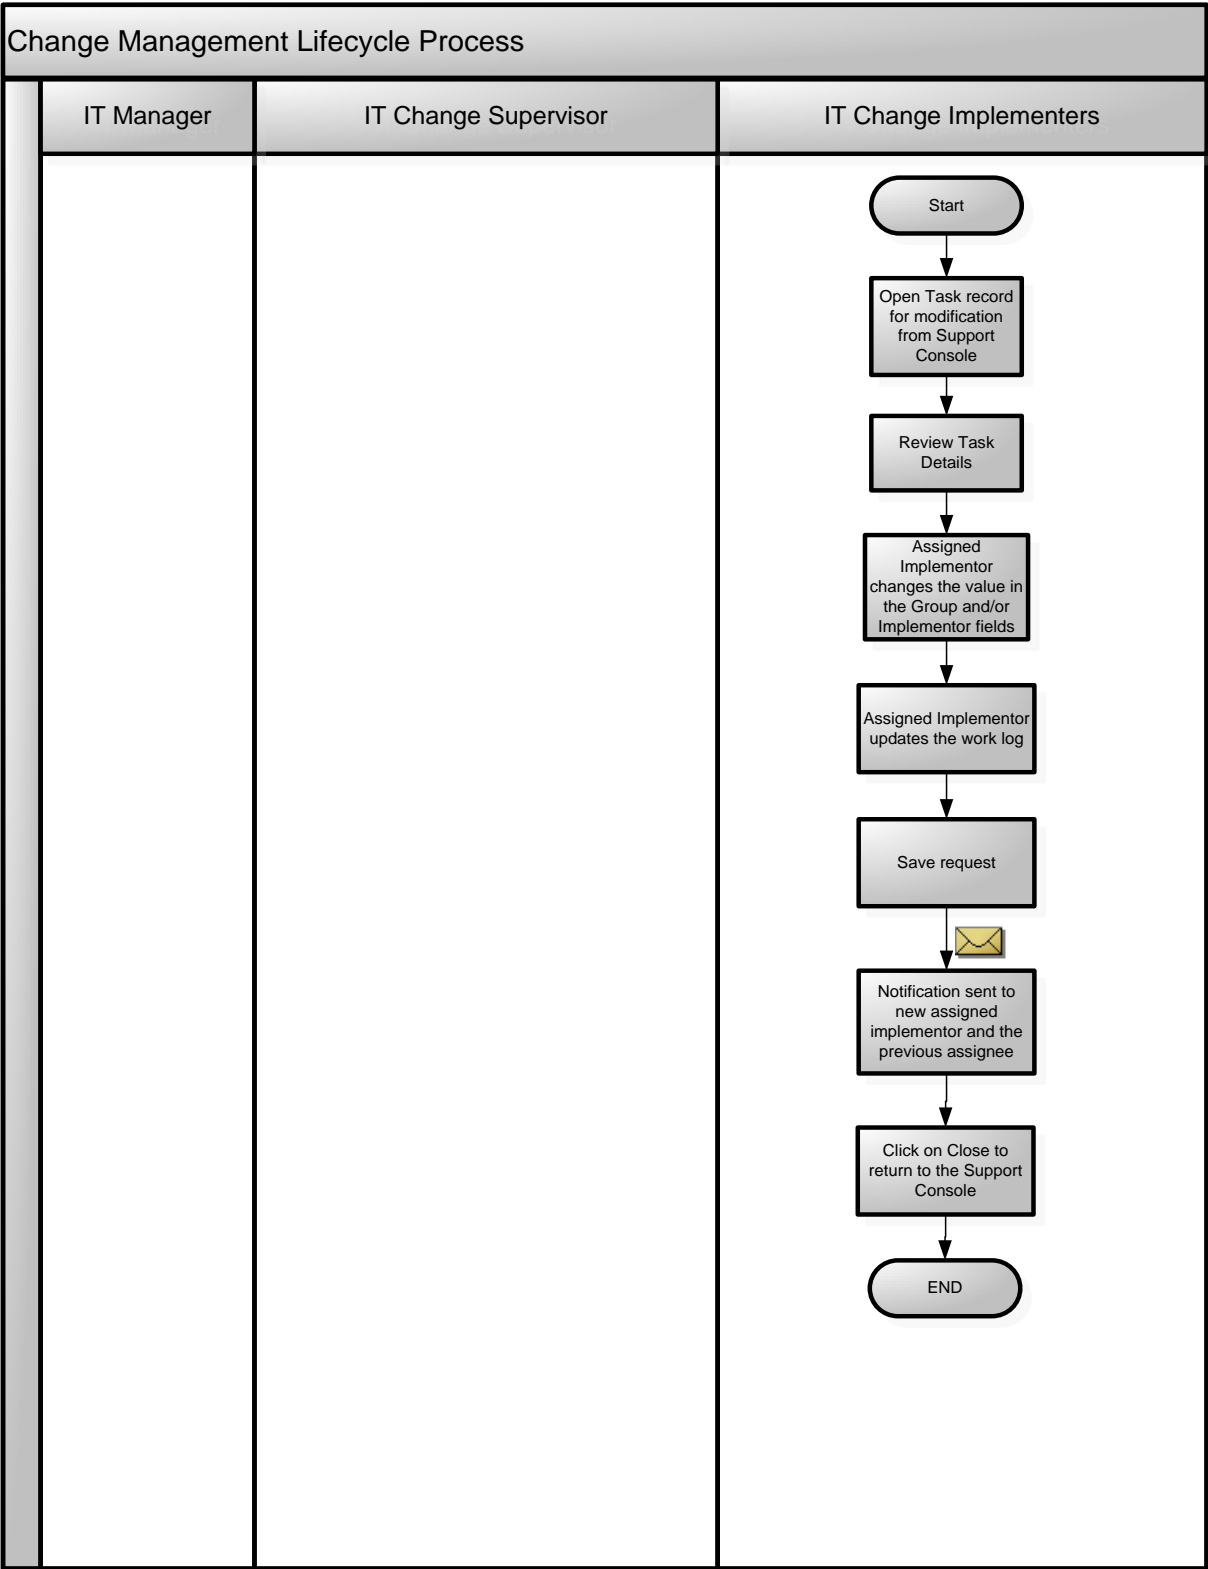 Change Management Lifecycle Process
IT Manager
IT Change Supervisor
IT Change Implementers
Start
Open Task record
for modification
from Support
Console
Review Task
Details
Assigned
Implementor
changes the value in
the Group and/or
Implementor fields
Assigned Implementor
updates the work log
Save request
Notification sent to
new assigned
implementor and the
previous assignee
Click on Close to
return to the Support
Console
END